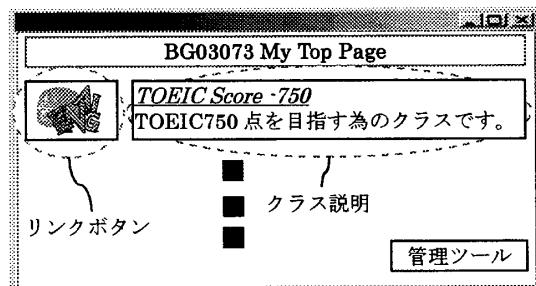 BG03073 My Top Page
TOEIC Score -750
TOEIC750 点を目指す為のクラスです。
リンクボタン
クラス説明
管理ツール